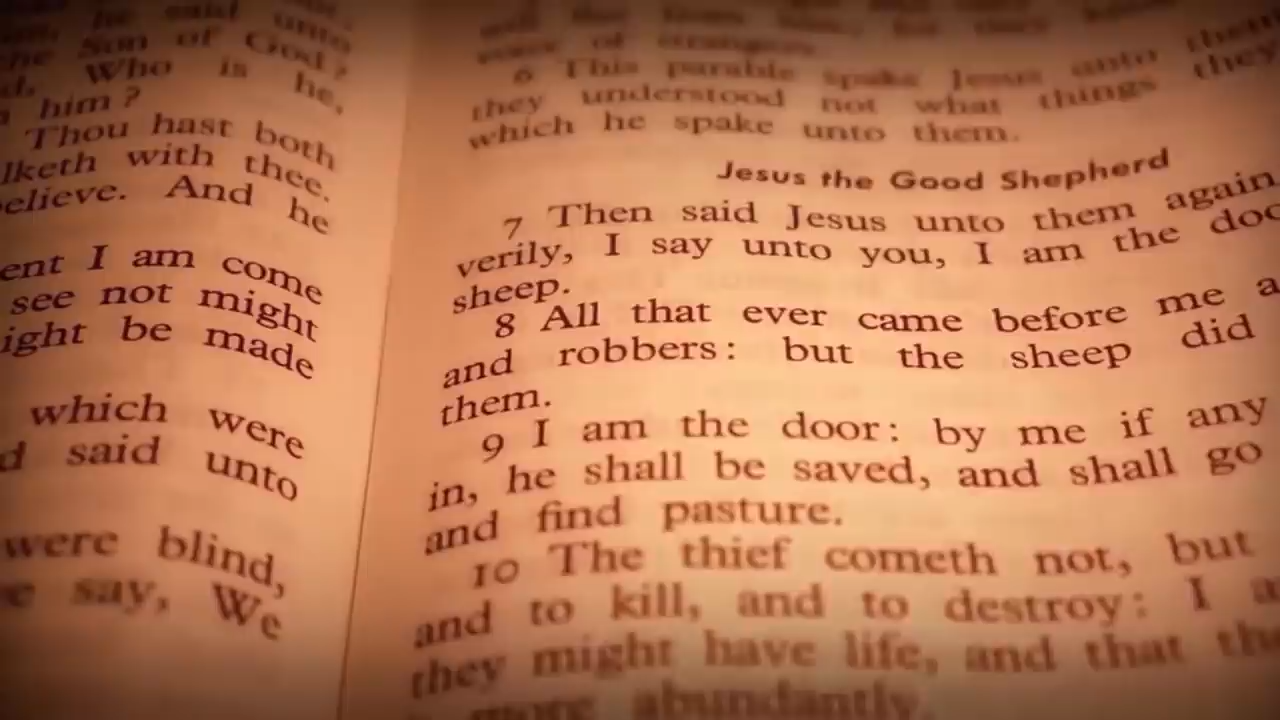 he said unto
the Son of God?
Who is he,
him?
Thou hast both
lketh with thee.
believe. And he
ent I am come
see not might
ight be made
which were
d said unto
were blind,
say, We
voice of strangers.
6 This parable spake Jesus unto them
they understood not what things they
which he spake unto them.
Jesus the Good Shepherd
7 Then said Jesus unto them again
verily, I say unto you, I am the doo
sheep.
8 All that ever came before me a
and robbers: but the sheep did
them.
9 I am the door: by me if any
in, he shall be saved, and shall go
and find pasture.
10 The thief cometh not, but
and to kill, and to destroy: I a
they might have life, and that the
more abundantly.